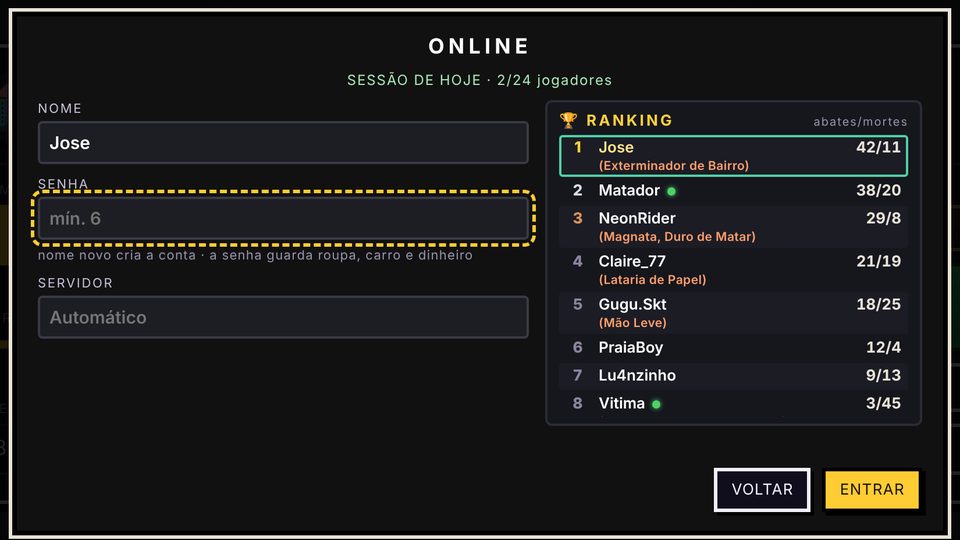 ONLINE
SESSÃO DE HOJE · 2/24 jogadores
NOME
Jose
SENHA
mín. 6
nome novo cria a conta · a senha guarda roupa, carro e dinheiro
SERVIDOR
Automático
🏆 RANKING abates/mortes
1 Jose 42/11
(Exterminador de Bairro)
2 Matador 38/20
3 NeonRider 29/8
(Magnata, Duro de Matar)
4 Claire_77 21/19
(Lataria de Papel)
5 Gugu.Skt 18/25
(Mão Leve)
6 PraiaBoy 12/4
7 Lu4nzinho 9/13
8 Vitima 3/45
VOLTAR ENTRAR